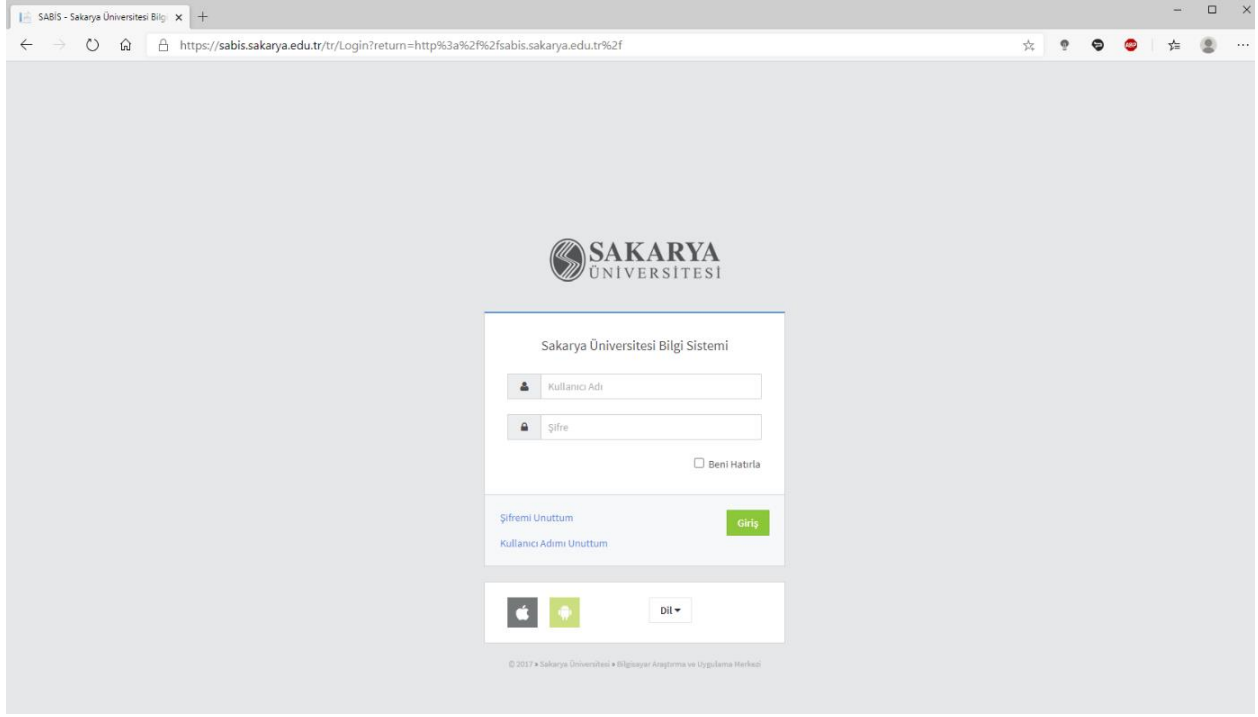 SABİS - Sakarya Üniversitesi Bilg
https://sabis.sakarya.edu.tr/tr/Login?return=http%3a%2f%2fsabis.sakarya.edu.tr%2f
ABP
SAKARYA
ÜNİVERSİTESİ
Sakarya Üniversitesi Bilgi Sistemi
Kullanıcı Adı
Şifre
Beni Hatırla
Şifremi Unuttum
Giriş
Kullanıcı Adımı Unuttum
Dil
© 2017 » Sakarya Üniversitesi » Bilgisayar Araştırma ve Uygulama Merkezi